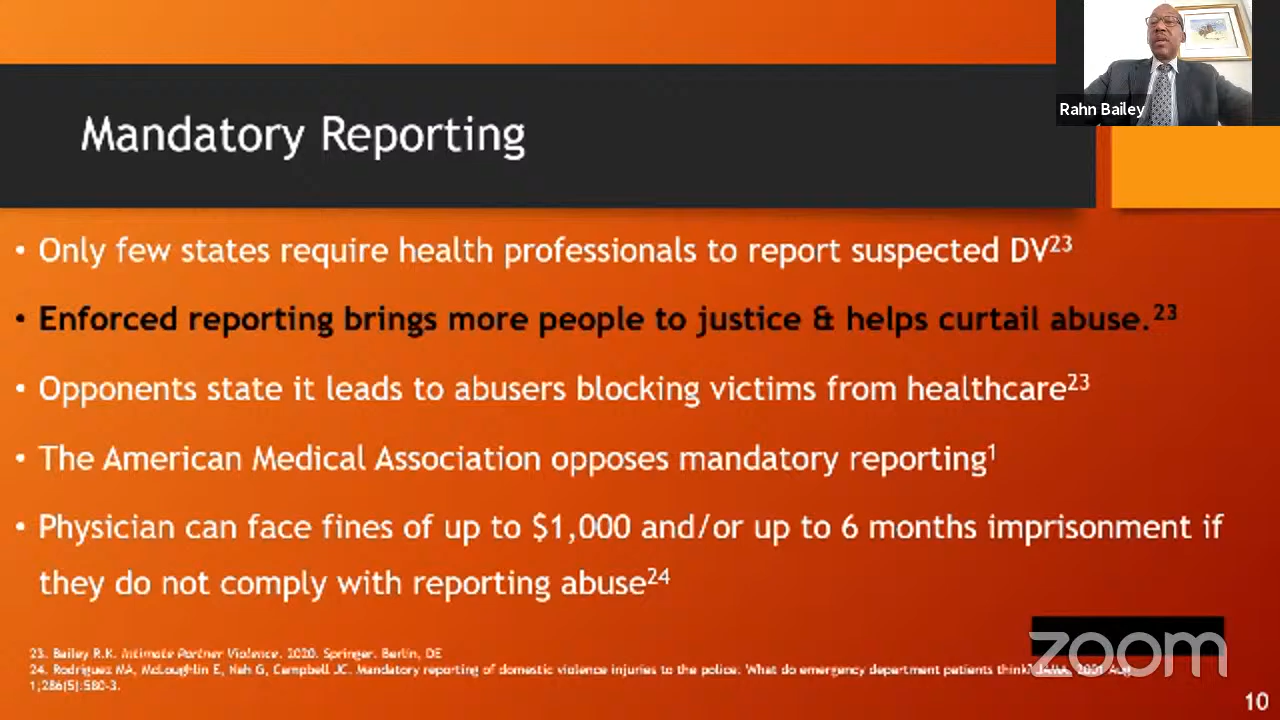 Rahn Bailey
Mandatory Reporting
• Only few states require health professionals to report suspected DV23
• Enforced reporting brings more people to justice & helps curtail abuse.23
• Opponents state it leads to abusers blocking victims from healthcare23
• The American Medical Association opposes mandatory reporting1
• Physician can face fines of up to $1,000 and/or up to 6 months imprisonment if
they do not comply with reporting abuse24
23. Bailey R.K. Intimate Partner Violence. 2020. Springer. Berlin, DE
24. Rodriguez MA, McLoughlin E, Nah G, Campbell JC. Mandatory reporting of domestic violence injuries to the police. What do emergency department patients think? JAMA. 2001 Aug
1;286(5):580-3.
zoom
10